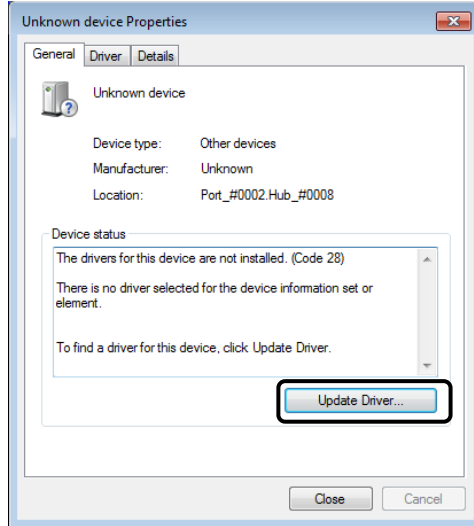 Unknown device Properties
General Driver Details
Unknown device
Device type: Other devices
Manufacturer: Unknown
Location: Port_#0002.Hub_#0008
Device status
The drivers for this device are not installed. (Code 28)
There is no driver selected for the device information set or
element.
To find a driver for this device, click Update Driver.
Update Driver...
Close Cancel